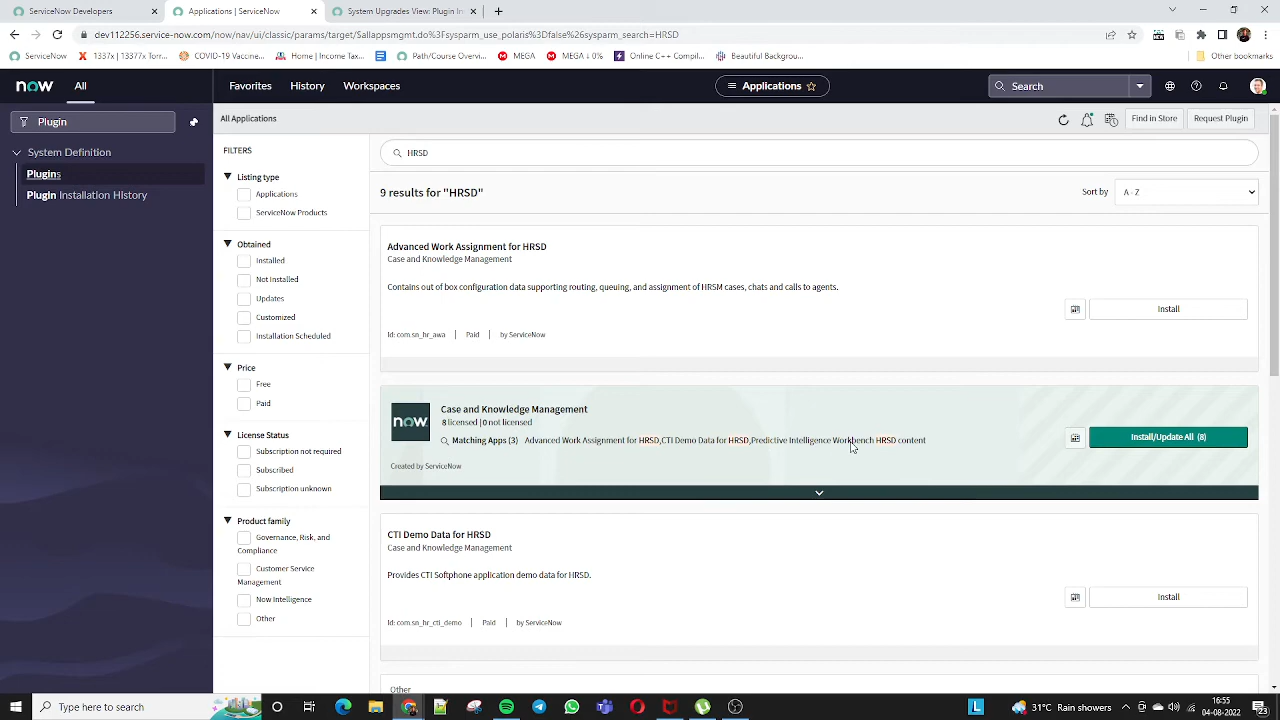 ServiceNow Developers
Applications | ServiceNow
System Upgrades View: Plugin In
dev112256.service-now.com/now/nav/ui/classic/params/target/$allappsmgmt.do%3Fsysparm_use_polaris%3Dfalse%26sysparm_search=HRSD
ServiceNow
1337x | 13377x Torr...
COVID-19 Vaccine...
Home | Income Tax...
Path/Course Overvi...
MEGA
MEGA ↓ 0%
Online C++ Compil...
Beautiful Backgrou...
Other bookmarks
now
All
Favorites
History
Workspaces
Applications
Search
Plugin
System Definition
Plugins
Plugin Installation History
All Applications
Find in Store
Request Plugin
FILTERS
Listing type
Applications
ServiceNow Products
Obtained
Installed
Not Installed
Updates
Customized
Installation Scheduled
Price
Free
Paid
License Status
Subscription not required
Subscribed
Subscription unknown
Product family
Governance, Risk, and
Compliance
Customer Service
Management
Now Intelligence
Other
HRSD
9 results for "HRSD"
Sort by
A - Z
Advanced Work Assignment for HRSD
Case and Knowledge Management
Contains out of box configuration data supporting routing, queuing, and assignment of HRSM cases, chats and calls to agents.
Install
Id: com.sn_hr_awa | Paid | by ServiceNow
now
Case and Knowledge Management
8 licensed | 0 not licensed
Matching Apps (3) Advanced Work Assignment for HRSD,CTI Demo Data for HRSD,Predictive Intelligence Workbench HRSD content
Install/Update All (8)
Created by ServiceNow
CTI Demo Data for HRSD
Case and Knowledge Management
Provides CTI Softphone application demo data for HRSD.
Install
Id: com.sn_hr_cti_demo | Paid | by ServiceNow
Other
Type here to search
L
31°C Rain showers
16:55
04-08-2022